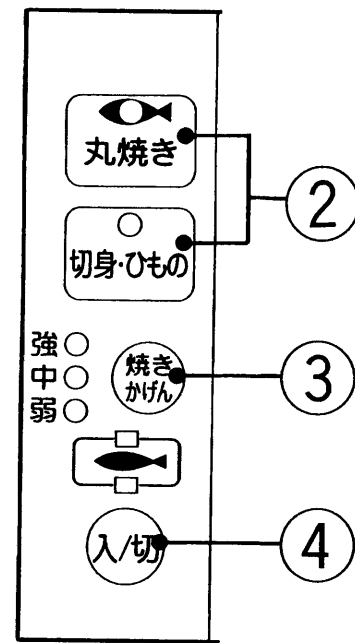 丸焼き
切身・ひもの
②
強
中
弱
焼き
かげん
③
入/切
④